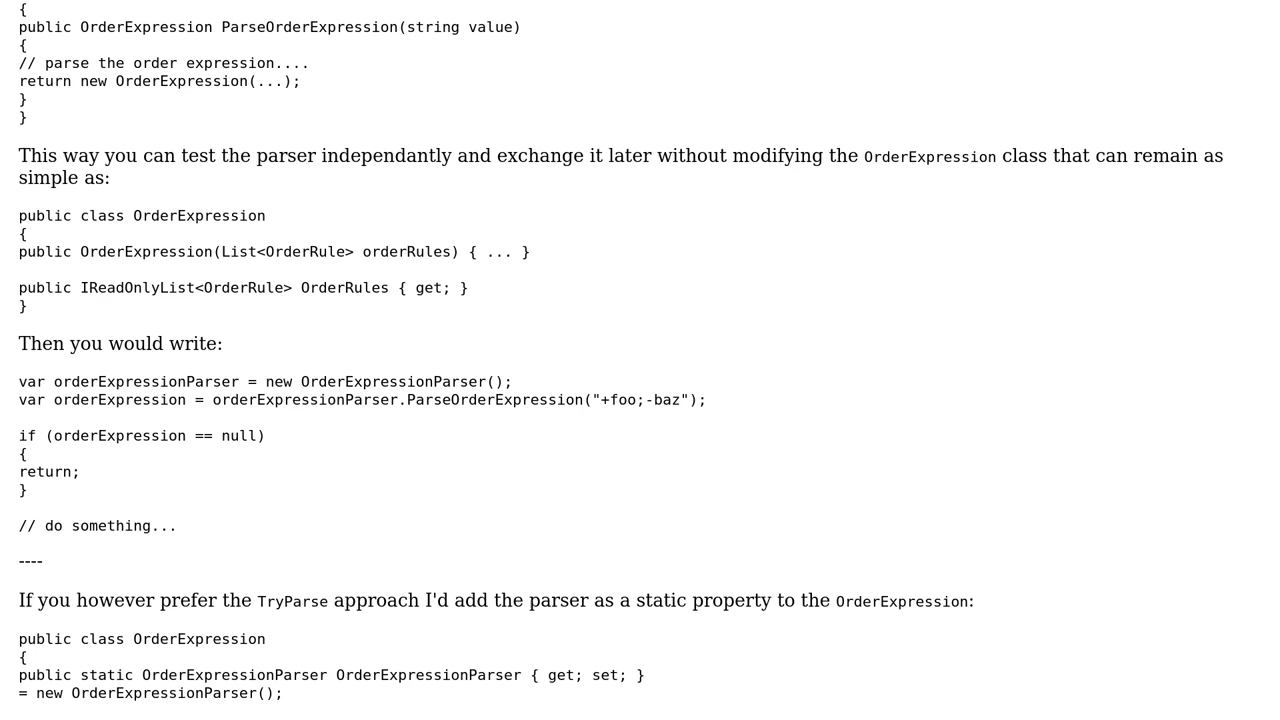 {
public OrderExpression ParseOrderExpression(string value)
{
// parse the order expression....
return new OrderExpression(...);
}
}
This way you can test the parser independantly and exchange it later without modifying the OrderExpression class that can remain as
simple as:
public class OrderExpression
{
public OrderExpression(List<OrderRule> orderRules) { ... }
public IReadOnlyList<OrderRule> OrderRules { get; }
}
Then you would write:
var orderExpressionParser = new OrderExpressionParser();
var orderExpression = orderExpressionParser.ParseOrderExpression("+foo;-baz");
if (orderExpression == null)
{
return;
}
// do something...
----
If you however prefer the TryParse approach I'd add the parser as a static property to the OrderExpression:
public class OrderExpression
{
public static OrderExpressionParser OrderExpressionParser { get; set; }
= new OrderExpressionParser();